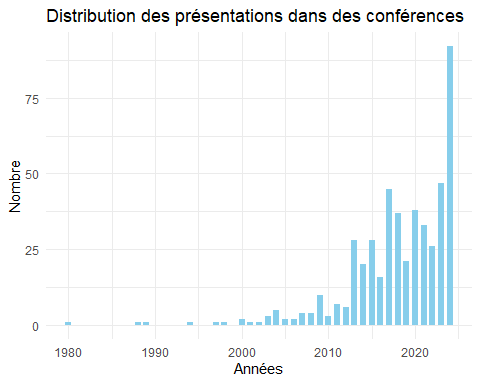 Distribution des présentations dans des conférences
75
50
25
0
Nombre
1980 1990 2000 2010 2020
Années